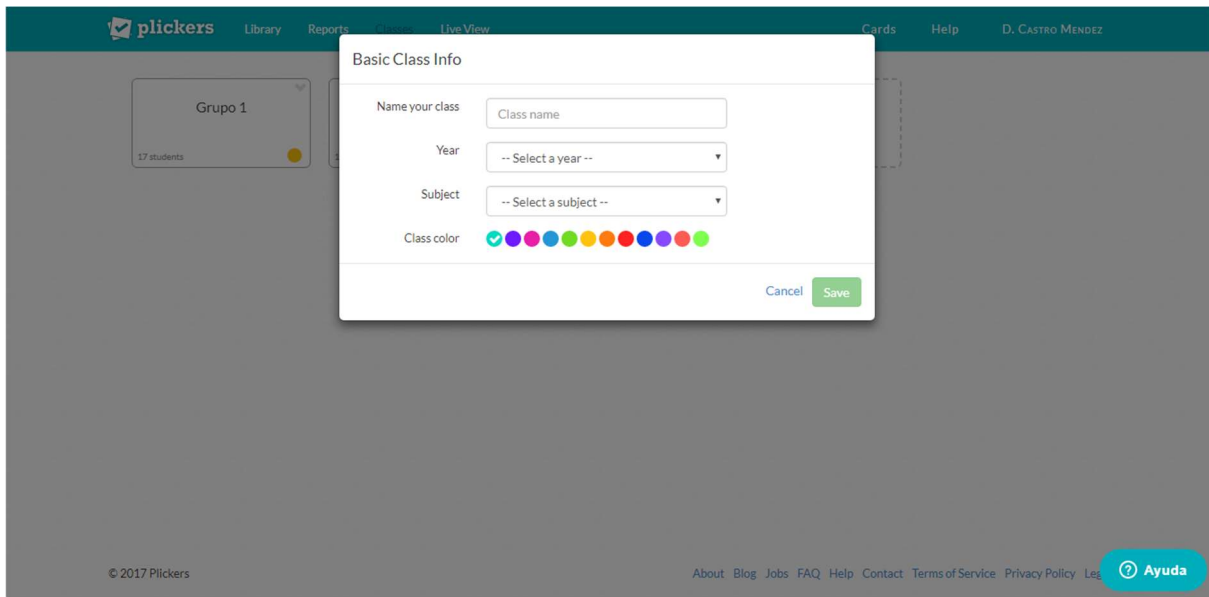 plickers Library Reports Classes Live View Cards Help D. CASTRO MENDEZ
Basic Class Info
Grupo 1
17 students
Name your class
Class name
Year
-- Select a year --
Subject
-- Select a subject --
Class color
Cancel Save
© 2017 Plickers
About Blog Jobs FAQ Help Contact Terms of Service Privacy Policy
Ayuda